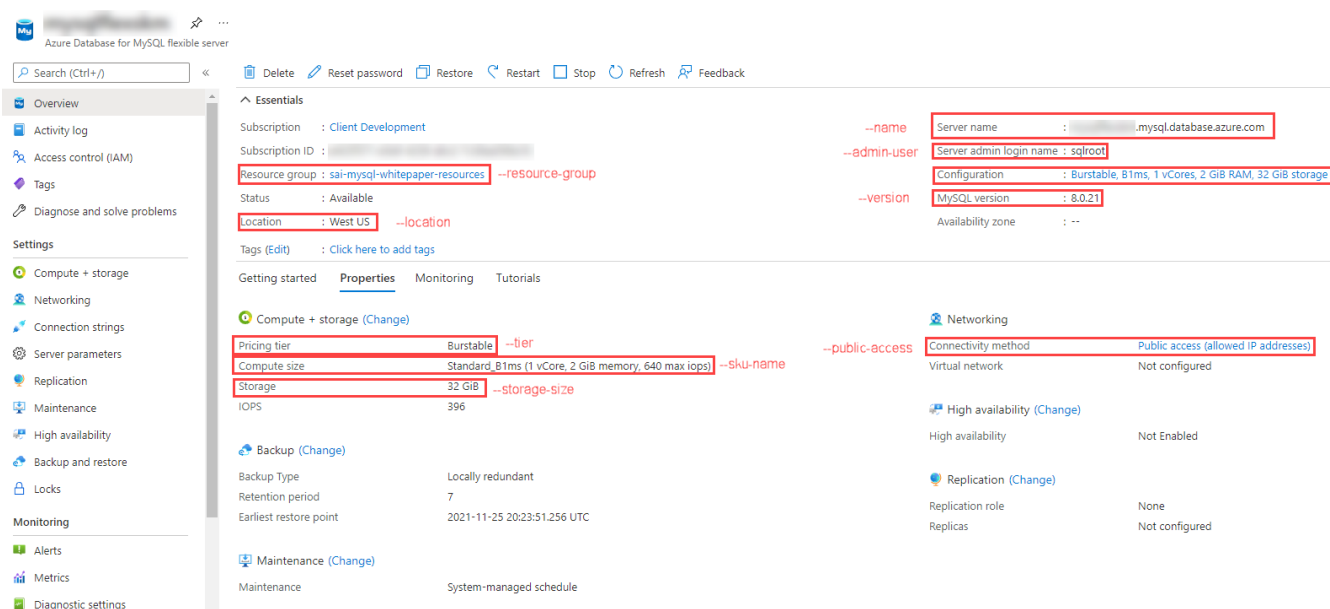 My
...
Azure Database for MySQL flexible server
Search (Ctrl+/)
«
Overview
Activity log
Access control (IAM)
Tags
Diagnose and solve problems
Settings
Compute + storage
Networking
Connection strings
Server parameters
Replication
Maintenance
High availability
Backup and restore
Locks
Monitoring
Alerts
Metrics
Diagnostic settings
Delete Reset password Restore Restart Stop Refresh Feedback
Essentials
Subscription : Client Development
Subscription ID :
Resource group : sai-mysql-whitepaper-resources --resource-group
Status : Available
Location : West US --location
Tags (Edit) : Click here to add tags
--name Server name : .mysql.database.azure.com
--admin-user Server admin login name : sqlroot
Configuration : Burstable, B1ms, 1 vCores, 2 GiB RAM, 32 GiB storage
--version MySQL version : 8.0.21
Availability zone : --
Getting started Properties Monitoring Tutorials
Compute + storage (Change)
Pricing tier Burstable --tier
Compute size Standard_B1ms (1 vCore, 2 GiB memory, 640 max iops) --sku-name
Storage 32 GiB --storage-size
IOPS 396
Backup (Change)
Backup Type Locally redundant
Retention period 7
Earliest restore point 2021-11-25 20:23:51.256 UTC
Maintenance (Change)
Maintenance System-managed schedule
Networking
--public-access Connectivity method Public access (allowed IP addresses)
Virtual network Not configured
High availability (Change)
High availability Not Enabled
Replication (Change)
Replication role None
Replicas Not configured